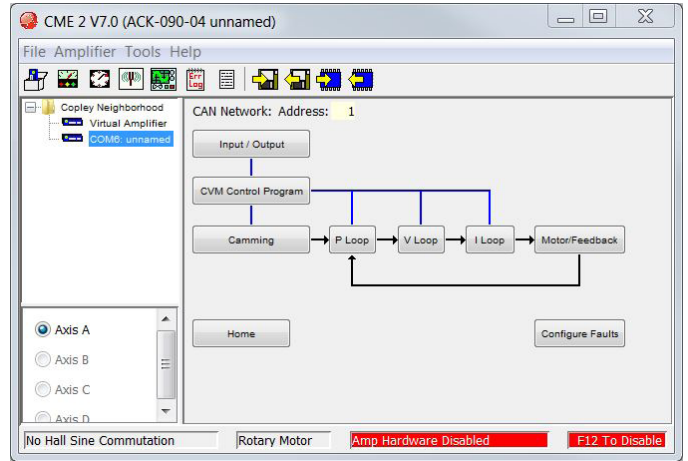 CME 2 V7.0 (ACK-090-04 unnamed)
File Amplifier Tools Help
Err Log
Copley Neighborhood
Virtual Amplifier
COM6: unnamed
CAN Network: Address: 1
Input / Output
CVM Control Program
Camming
P Loop
V Loop
I Loop
Motor/Feedback
Home
Configure Faults
Axis A
Axis B
Axis C
Axis D
No Hall Sine Commutation
Rotary Motor
Amp Hardware Disabled
F12 To Disable